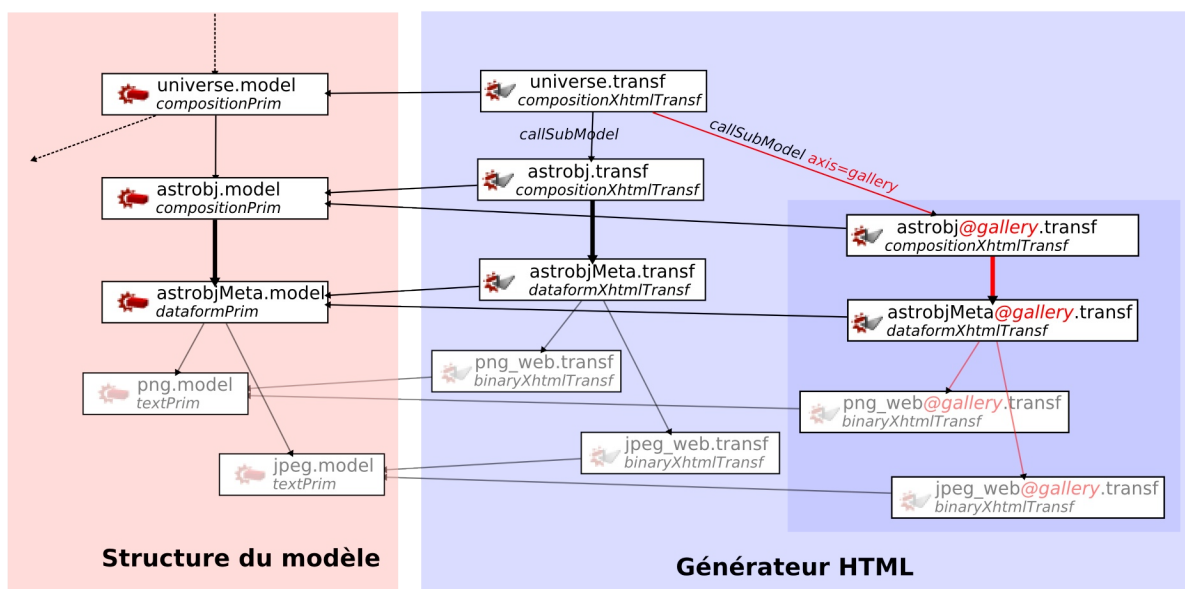 universe.model
compositionPrim
universe.transf
compositionXhtmlTransf
callSubModel
callSubModel axis=gallery
astrobj.model
compositionPrim
astrobj.transf
compositionXhtmlTransf
astrobj@gallery.transf
compositionXhtmlTransf
astrobjMeta.model
dataformPrim
astrobjMeta.transf
dataformXhtmlTransf
astrobjMeta@gallery.transf
dataformXhtmlTransf
png.model
textPrim
png_web.transf
binaryXhtmlTransf
png_web@gallery.transf
binaryXhtmlTransf
jpeg.model
textPrim
jpeg_web.transf
binaryXhtmlTransf
jpeg_web@gallery.transf
binaryXhtmlTransf
Structure du modèle
Générateur HTML